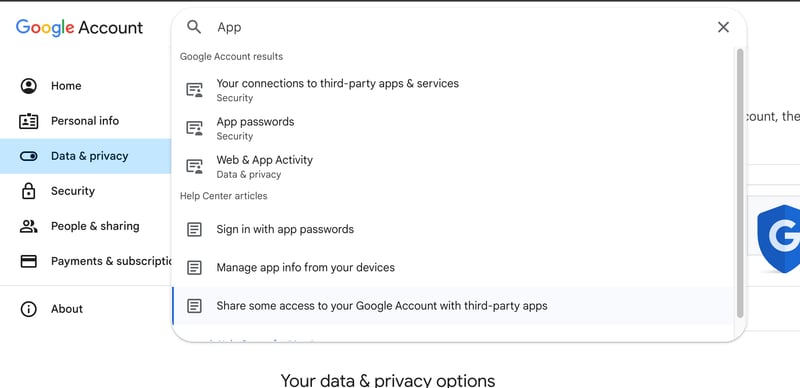 Google Account
App
Google Account results
Home
Your connections to third-party apps & services
Security
Personal info
App passwords
Security
Data & privacy
Web & App Activity
Data & privacy
Security
Help Center articles
People & sharing
Sign in with app passwords
Payments & subscriptio
Manage app info from your devices
About
Share some access to your Google Account with third-party apps
count, the
G
Your data & privacy options